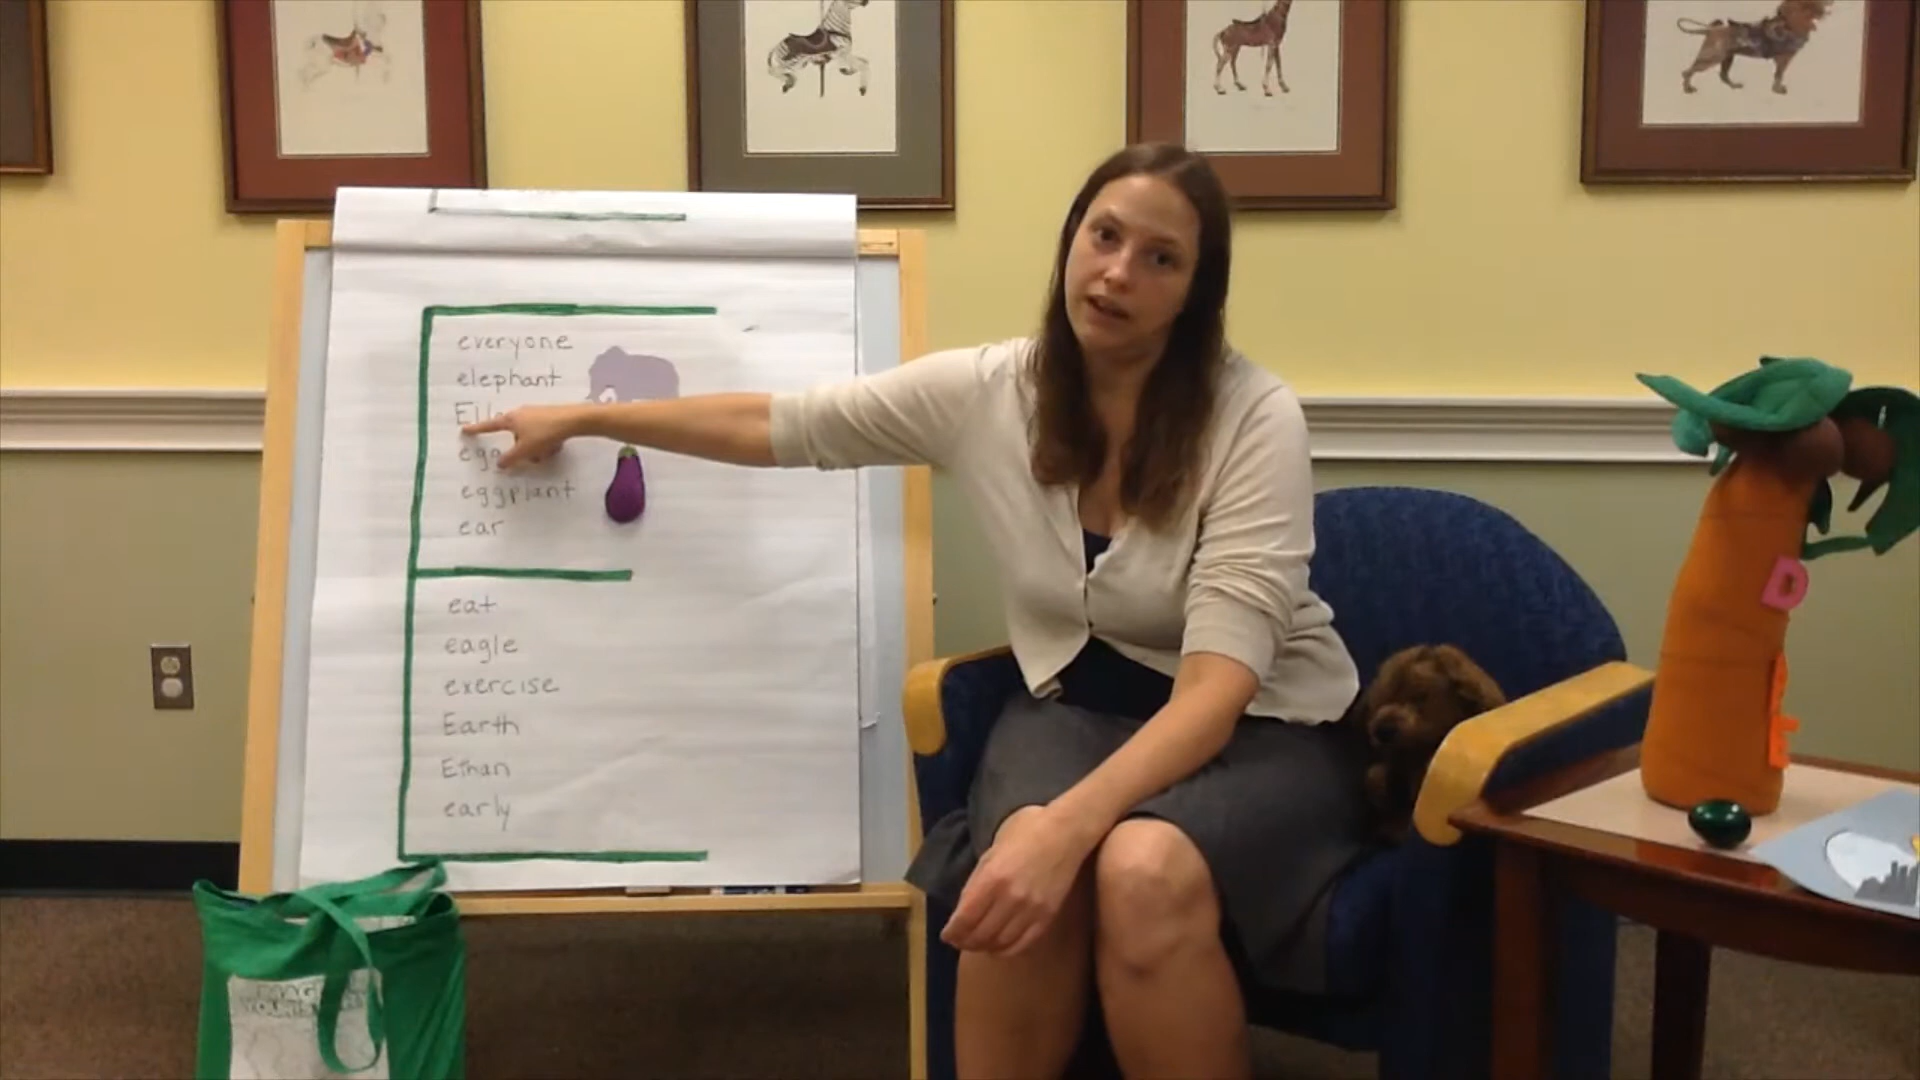 everyone
elephant
eggplant
ear
eat
eagle
exercise
Earth
Ethan
early
D
E